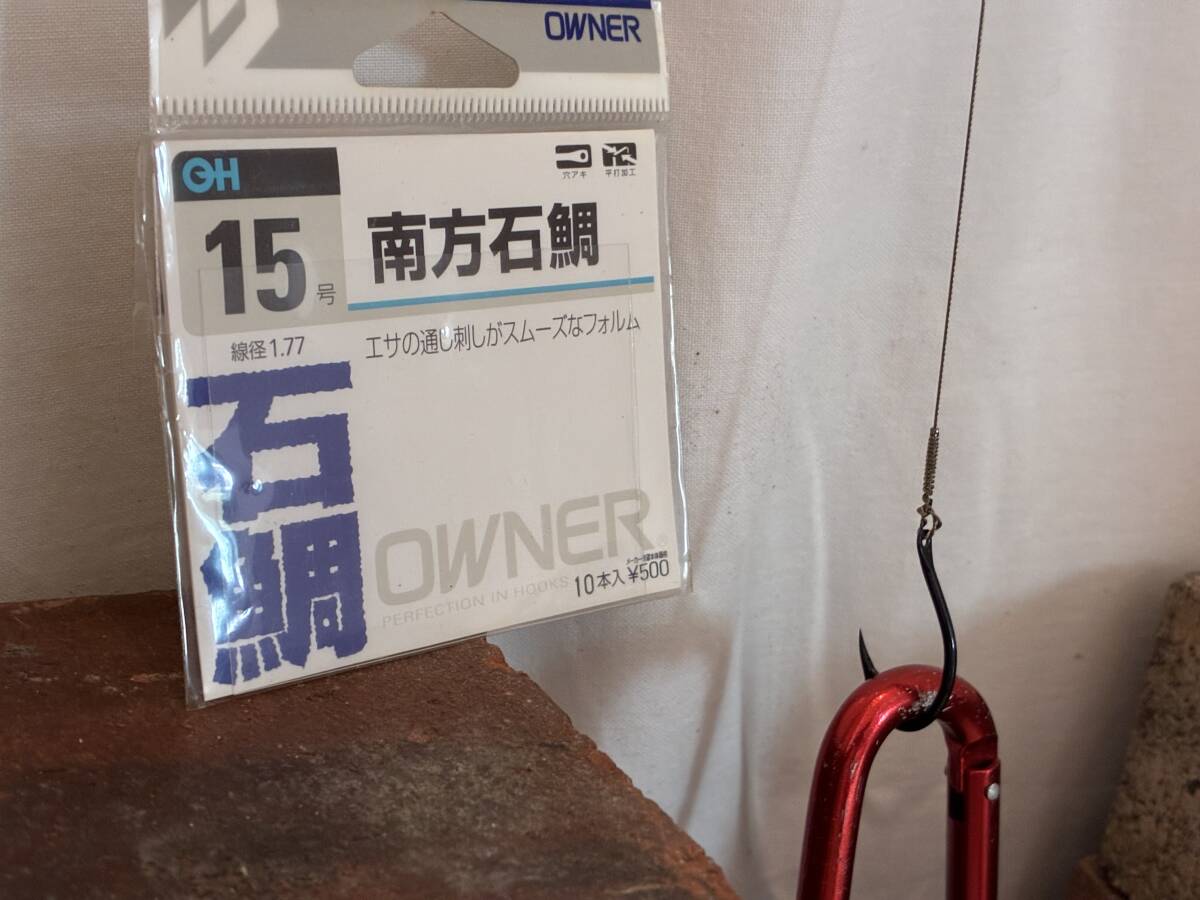 OWNER
OH
穴アキ
平打加工
15号
南方石鯛
線径1.77
エサの通し刺しがスムーズなフォルム
石鯛
OWNER
PERFECTION IN HOOKS
10本入 ¥500